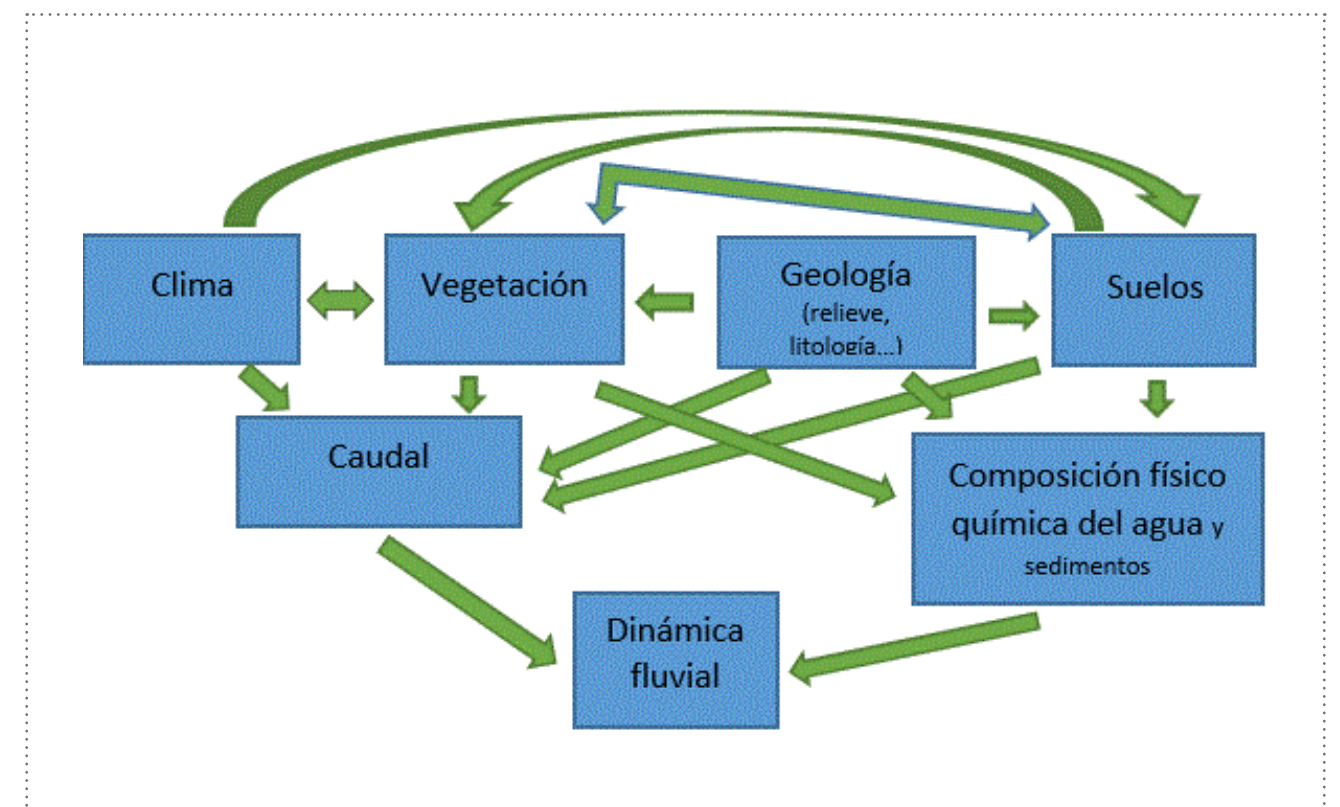 Clima
Vegetación
Geología
(relieve,
litología...)
Suelos
Caudal
Composición físico
química del agua y
sedimentos
Dinámica
fluvial